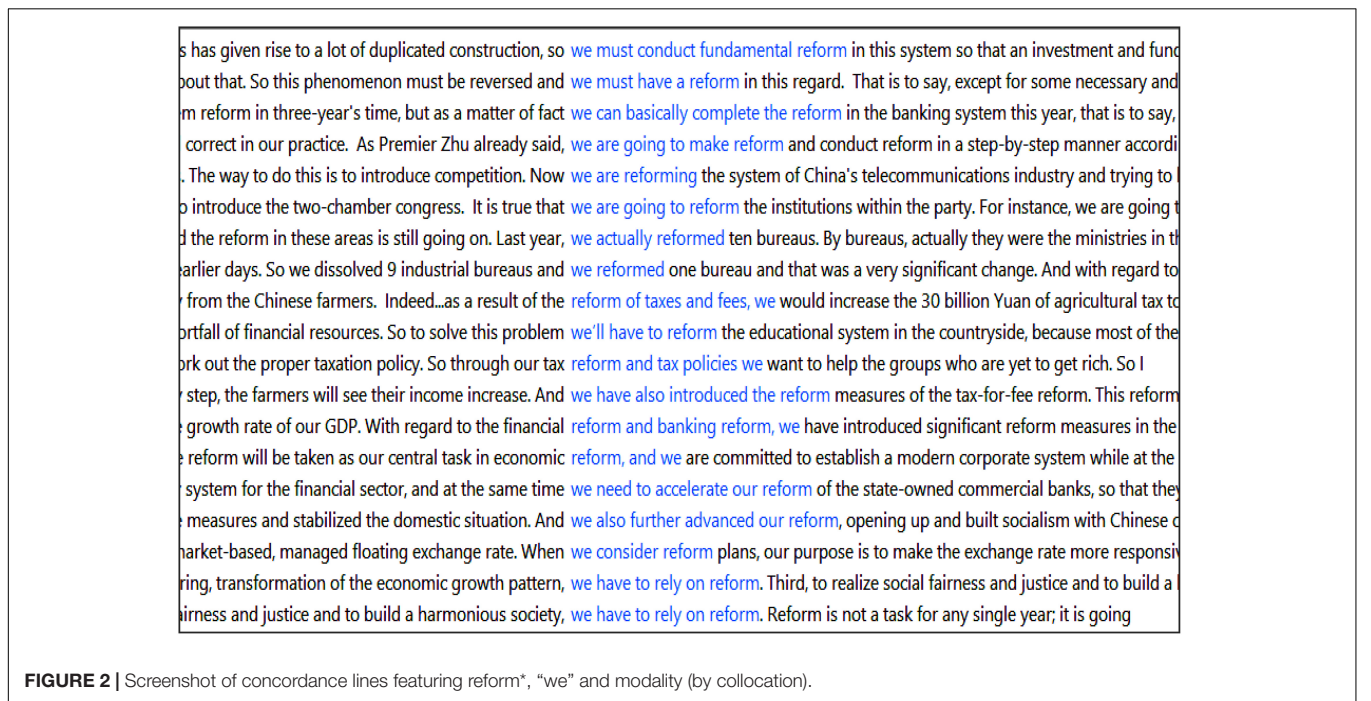 s has given rise to a lot of duplicated construction, so we must conduct fundamental reform in this system so that an investment and func
bout that. So this phenomenon must be reversed and we must have a reform in this regard.  That is to say, except for some necessary and
m reform in three-year's time, but as a matter of fact we can basically complete the reform in the banking system this year, that is to say,
correct in our practice.  As Premier Zhu already said, we are going to make reform and conduct reform in a step-by-step manner accordi
. The way to do this is to introduce competition. Now we are reforming the system of China's telecommunications industry and trying to
o introduce the two-chamber congress.  It is true that we are going to reform the institutions within the party. For instance, we are going t
d the reform in these areas is still going on. Last year, we actually reformed ten bureaus. By bureaus, actually they were the ministries in th
earlier days. So we dissolved 9 industrial bureaus and we reformed one bureau and that was a very significant change. And with regard to
from the Chinese farmers.  Indeed...as a result of the reform of taxes and fees, we would increase the 30 billion Yuan of agricultural tax to
ortfall of financial resources. So to solve this problem we'll have to reform the educational system in the countryside, because most of the
ork out the proper taxation policy. So through our tax reform and tax policies we want to help the groups who are yet to get rich. So I
step, the farmers will see their income increase. And we have also introduced the reform measures of the tax-for-fee reform. This reform
growth rate of our GDP. With regard to the financial reform and banking reform, we have introduced significant reform measures in the
reform will be taken as our central task in economic reform, and we are committed to establish a modern corporate system while at the
system for the financial sector, and at the same time we need to accelerate our reform of the state-owned commercial banks, so that they
measures and stabilized the domestic situation. And we also further advanced our reform, opening up and built socialism with Chinese c
market-based, managed floating exchange rate. When we consider reform plans, our purpose is to make the exchange rate more responsiv
ring, transformation of the economic growth pattern, we have to rely on reform. Third, to realize social fairness and justice and to build a
airness and justice and to build a harmonious society, we have to rely on reform. Reform is not a task for any single year; it is going
FIGURE 2 | Screenshot of concordance lines featuring reform*, “we” and modality (by collocation).